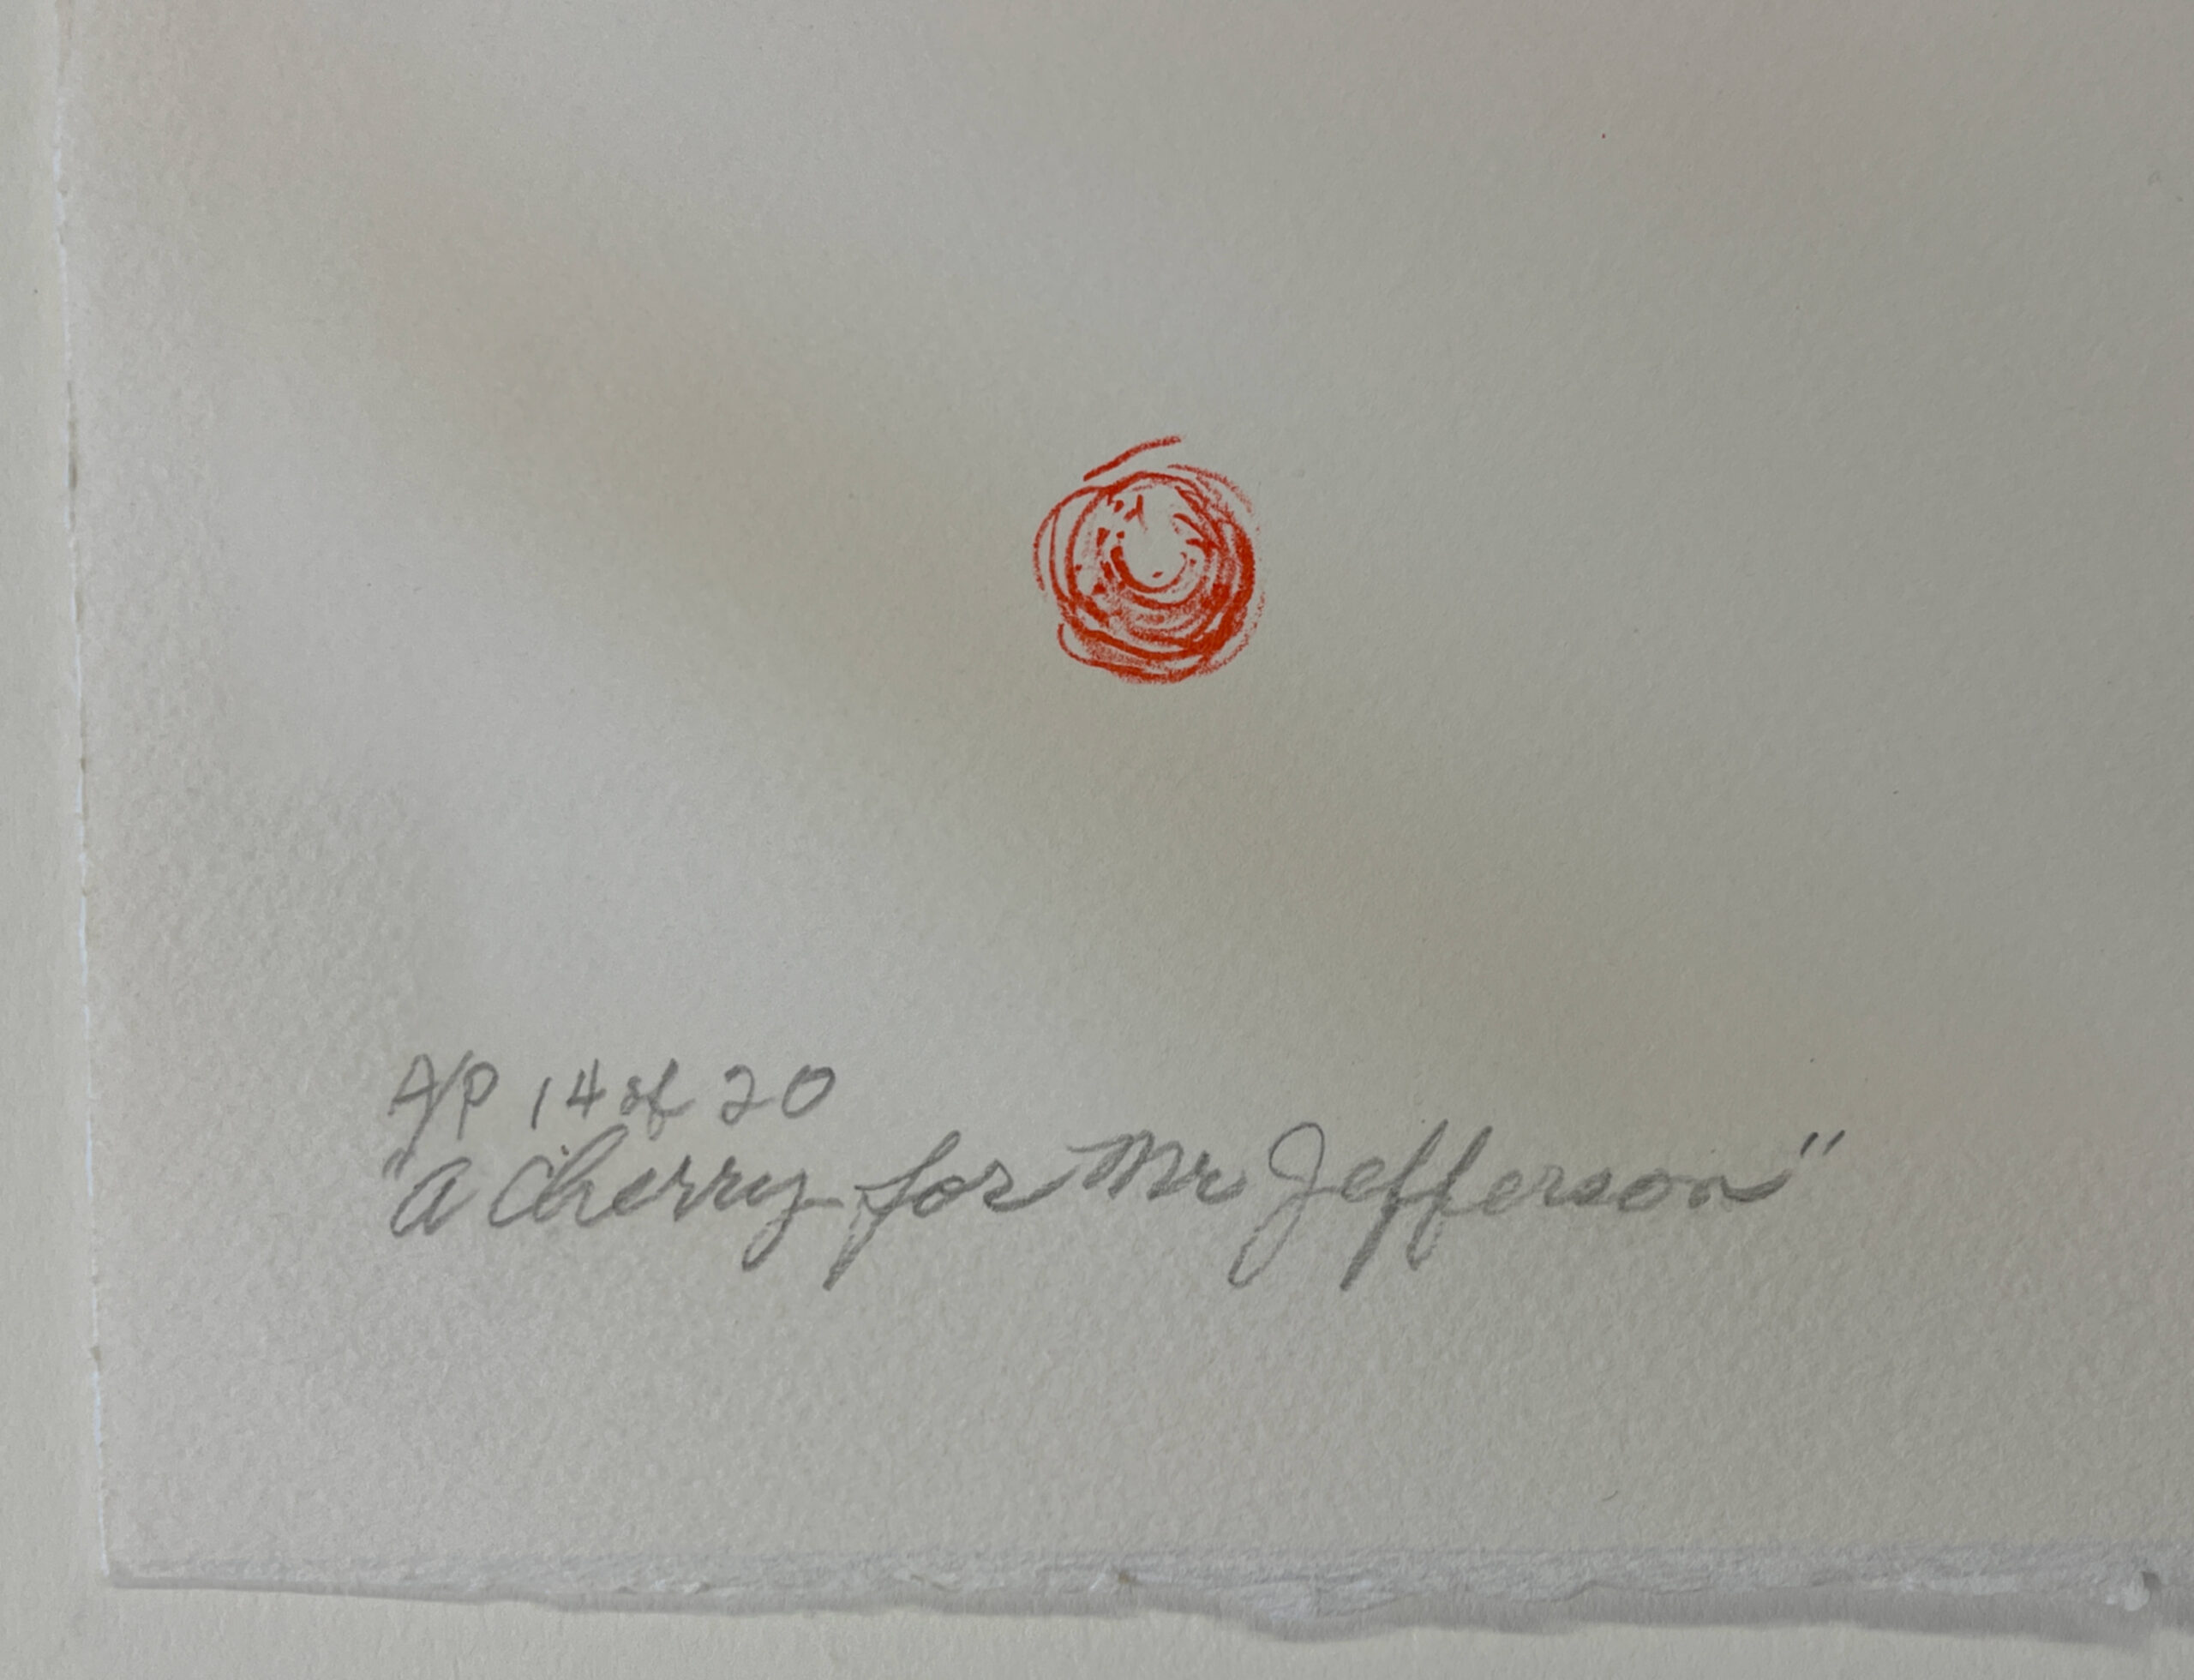 A/P 14 of 20
"A Cherry for Mr Jefferson"